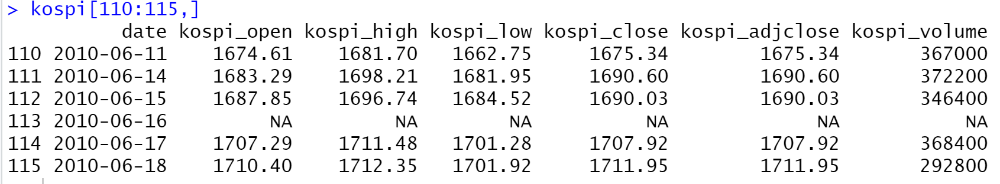 > kospi[110:115,]
date kospi_open kospi_high kospi_low kospi_close kospi_adjclose kospi_volume
110 2010-06-11 1674.61 1681.70 1662.75 1675.34 1675.34 367000
111 2010-06-14 1683.29 1698.21 1681.95 1690.60 1690.60 372200
112 2010-06-15 1687.85 1696.74 1684.52 1690.03 1690.03 346400
113 2010-06-16 NA NA NA NA NA NA
114 2010-06-17 1707.29 1711.48 1701.28 1707.92 1707.92 368400
115 2010-06-18 1710.40 1712.35 1701.92 1711.95 1711.95 292800